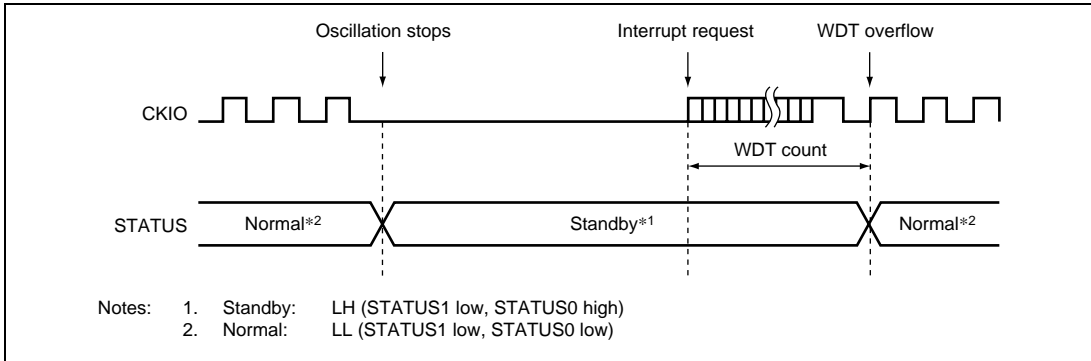 Oscillation stops Interrupt request WDT overflow
CKIO
WDT count
STATUS Normal*2 Standby*1 Normal*2
Notes: 1. Standby: LH (STATUS1 low, STATUS0 high)
2. Normal: LL (STATUS1 low, STATUS0 low)